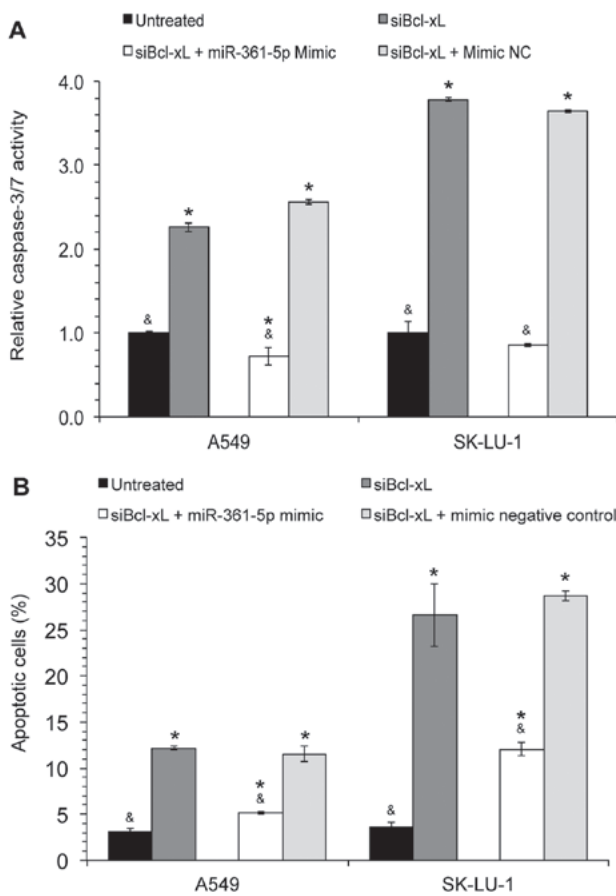 A
■ Untreated ■ siBcl-xL
□ siBcl-xL + miR-361-5p Mimic □ siBcl-xL + Mimic NC
Relative caspase-3/7 activity
4.0
3.0
2.0
1.0
0.0
* *
* *
& * & & &
A549 SK-LU-1
B
■ Untreated ■ siBcl-xL
□ siBcl-xL + miR-361-5p mimic □ siBcl-xL + mimic negative control
Apoptotic cells (%)
35
30
25
20
15
10
5
0
* *
* * * *
& & & &
A549 SK-LU-1